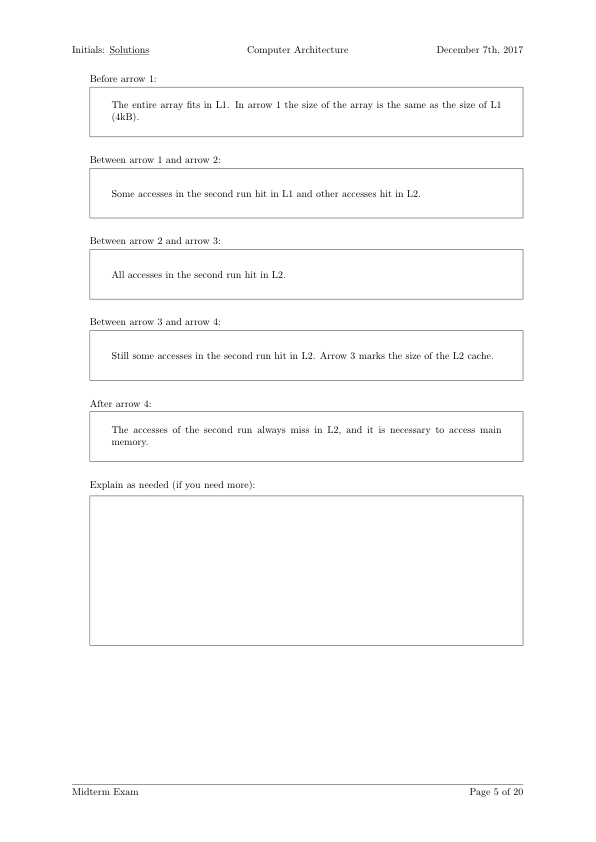 Initials: Solutions Computer Architecture December 7th, 2017
Before arrow 1:
The entire array fits in L1. In arrow 1 the size of the array is the same as the size of L1
(4kB).
Between arrow 1 and arrow 2:
Some accesses in the second run hit in L1 and other accesses hit in L2.
Between arrow 2 and arrow 3:
All accesses in the second run hit in L2.
Between arrow 3 and arrow 4:
Still some accesses in the second run hit in L2. Arrow 3 marks the size of the L2 cache.
After arrow 4:
The accesses of the second run always miss in L2, and it is necessary to access main
memory.
Explain as needed (if you need more):
Midterm Exam Page 5 of 20